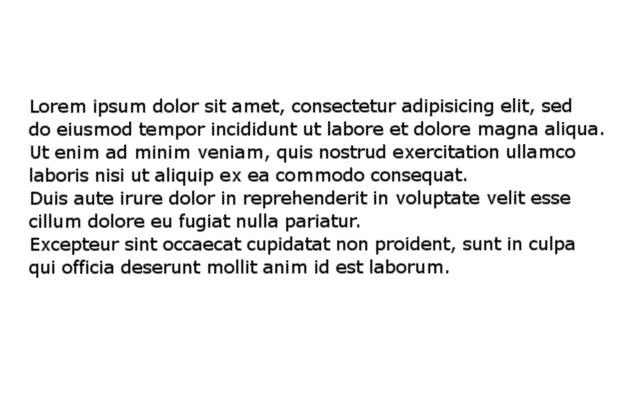 Lorem ipsum dolor sit amet, consectetur adipisicing elit, sed
do eiusmod tempor incididunt ut labore et dolore magna aliqua.
Ut enim ad minim veniam, quis nostrud exercitation ullamco
laboris nisi ut aliquip ex ea commodo consequat.
Duis aute irure dolor in reprehenderit in voluptate velit esse
cillum dolore eu fugiat nulla pariatur.
Excepteur sint occaecat cupidatat non proident, sunt in culpa
qui officia deserunt mollit anim id est laborum.